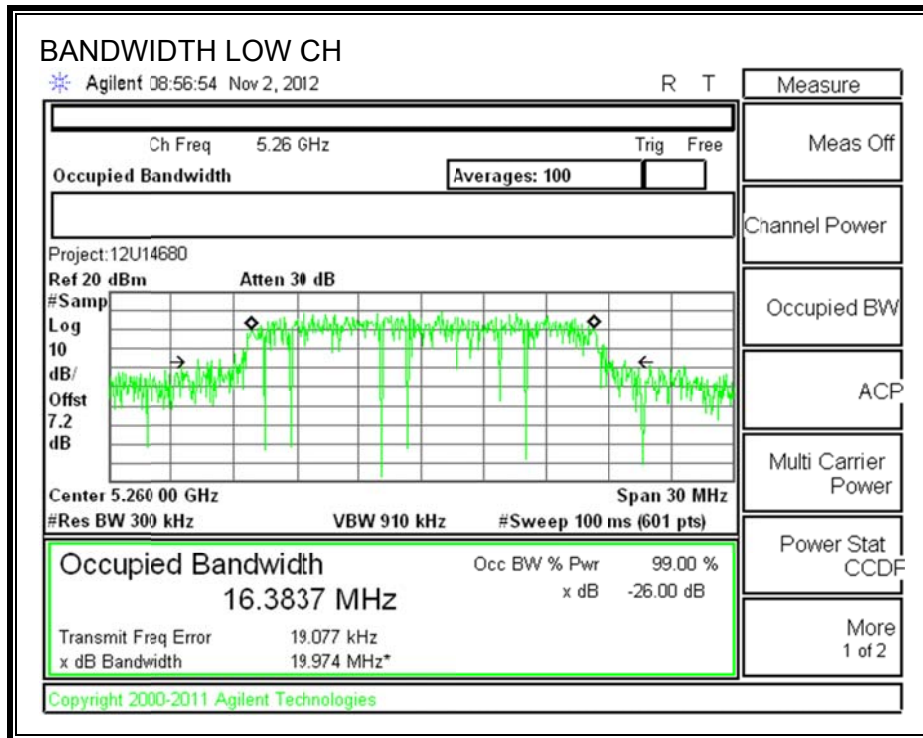 BANDWIDTH LOW CH
Agilent 08:56:54 Nov 2, 2012 R T
Measure
Ch Freq 5.26 GHz Trig Free
Meas Off
Occupied Bandwidth Averages: 100
Channel Power
Project:12U14680
Ref 20 dBm Atten 30 dB
#Samp
Log
10
dB/
Offst
7.2
dB
Occupied BW
ACP
Multi Carrier
Power
Center 5.260 00 GHz Span 30 MHz
#Res BW 300 kHz VBW 910 kHz #Sweep 100 ms (601 pts)
Power Stat
CCDF
Occupied Bandwidth Occ BW % Pwr 99.00 %
16.3837 MHz x dB -26.00 dB
Transmit Freq Error 19.077 kHz
x dB Bandwidth 19.974 MHz*
More
1 of 2
Copyright 2000-2011 Agilent Technologies